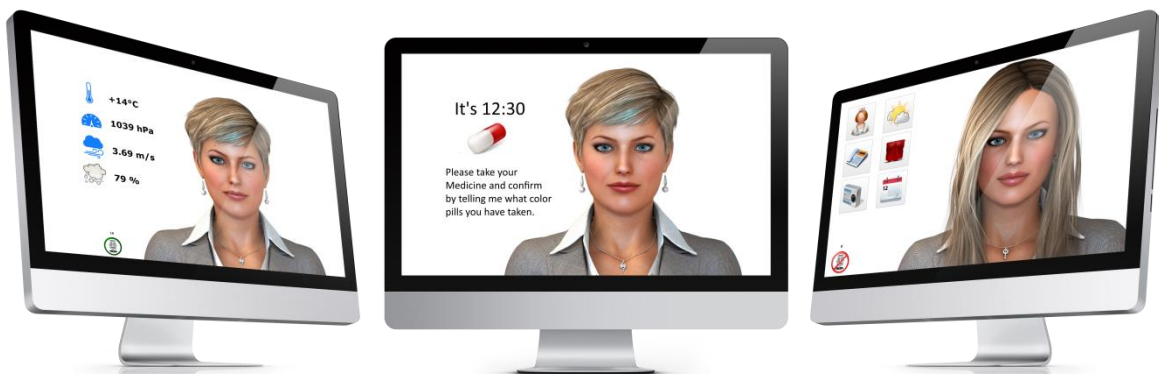 +14°C
1039 hPa
3.69 m/s
79 %
It's 12:30
Please take your
Medicine and confirm
by telling me what color
pills you have taken.
12